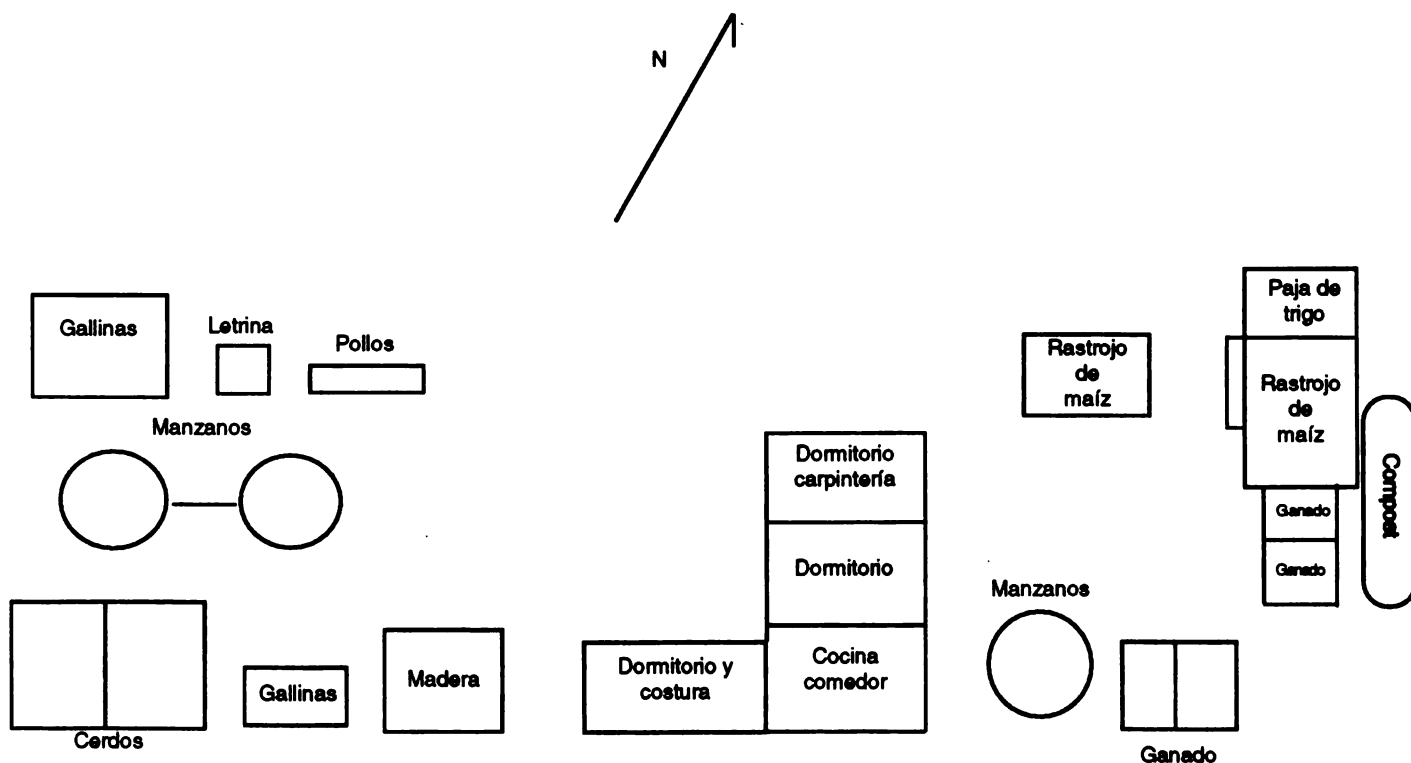 N
Gallinas
Letrina
Pollos
Manzanos
Cerdos
Gallinas
Madera
Dormitorio
carpintería
Dormitorio
Dormitorio y
costura
Cocina
comedor
Rastrojo
de
maíz
Paja de
trigo
Rastrojo
de
maíz
Compost
Ganado
Ganado
Manzanos
Ganado